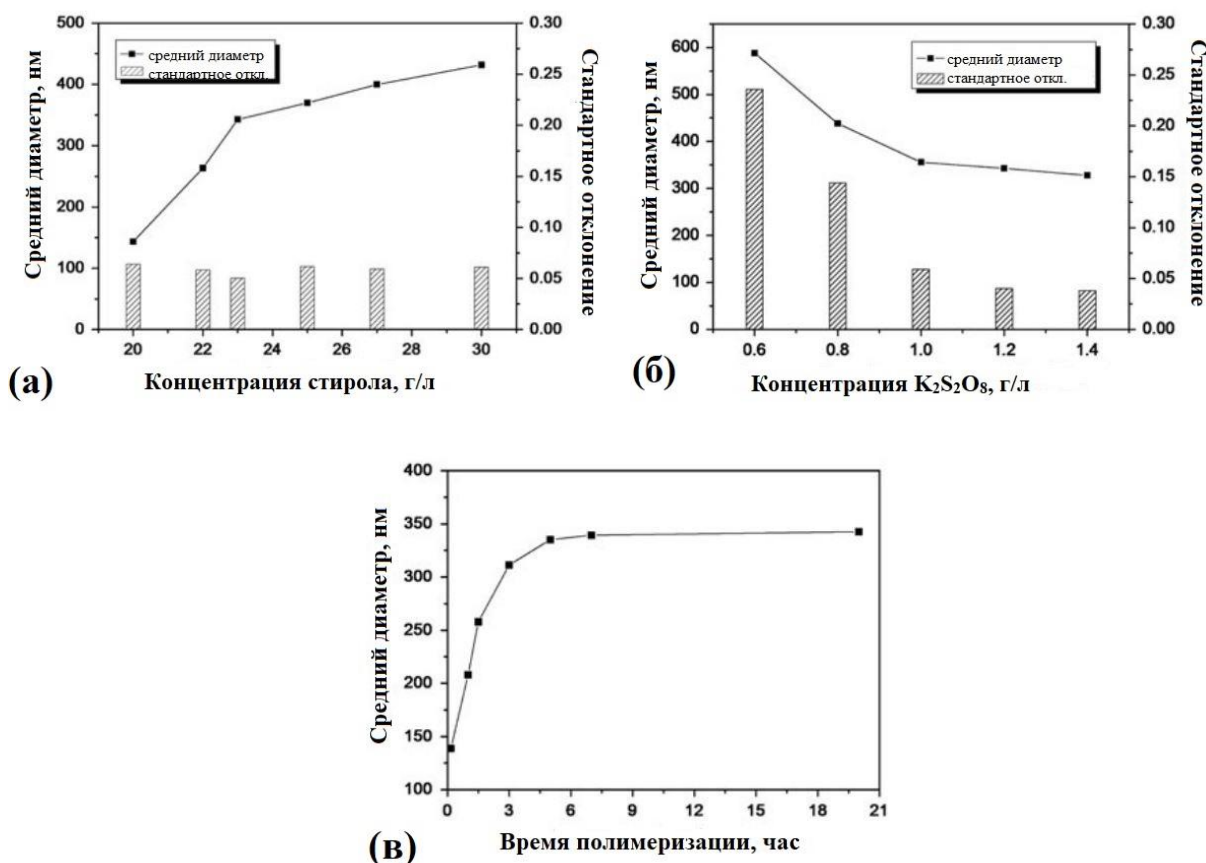 500
400
300
200
100
0
Средний диаметр, нм
средний диаметр
стандартное откл.
0.30
0.25
0.20
0.15
0.10
0.05
0.00
Стандартное отклонение
20 22 24 26 28 30
Концентрация стирола, г/л
(а)
600
500
400
300
200
100
0
Средний диаметр, нм
средний диаметр
стандартное откл.
0.30
0.25
0.20
0.15
0.10
0.05
0.00
Стандартное отклонение
0.6 0.8 1.0 1.2 1.4
Концентрация K₂S₂O₈, г/л
(б)
400
350
300
250
200
150
100
Средний диаметр, нм
0 3 6 9 12 15 18 21
Время полимеризации, час
(в)